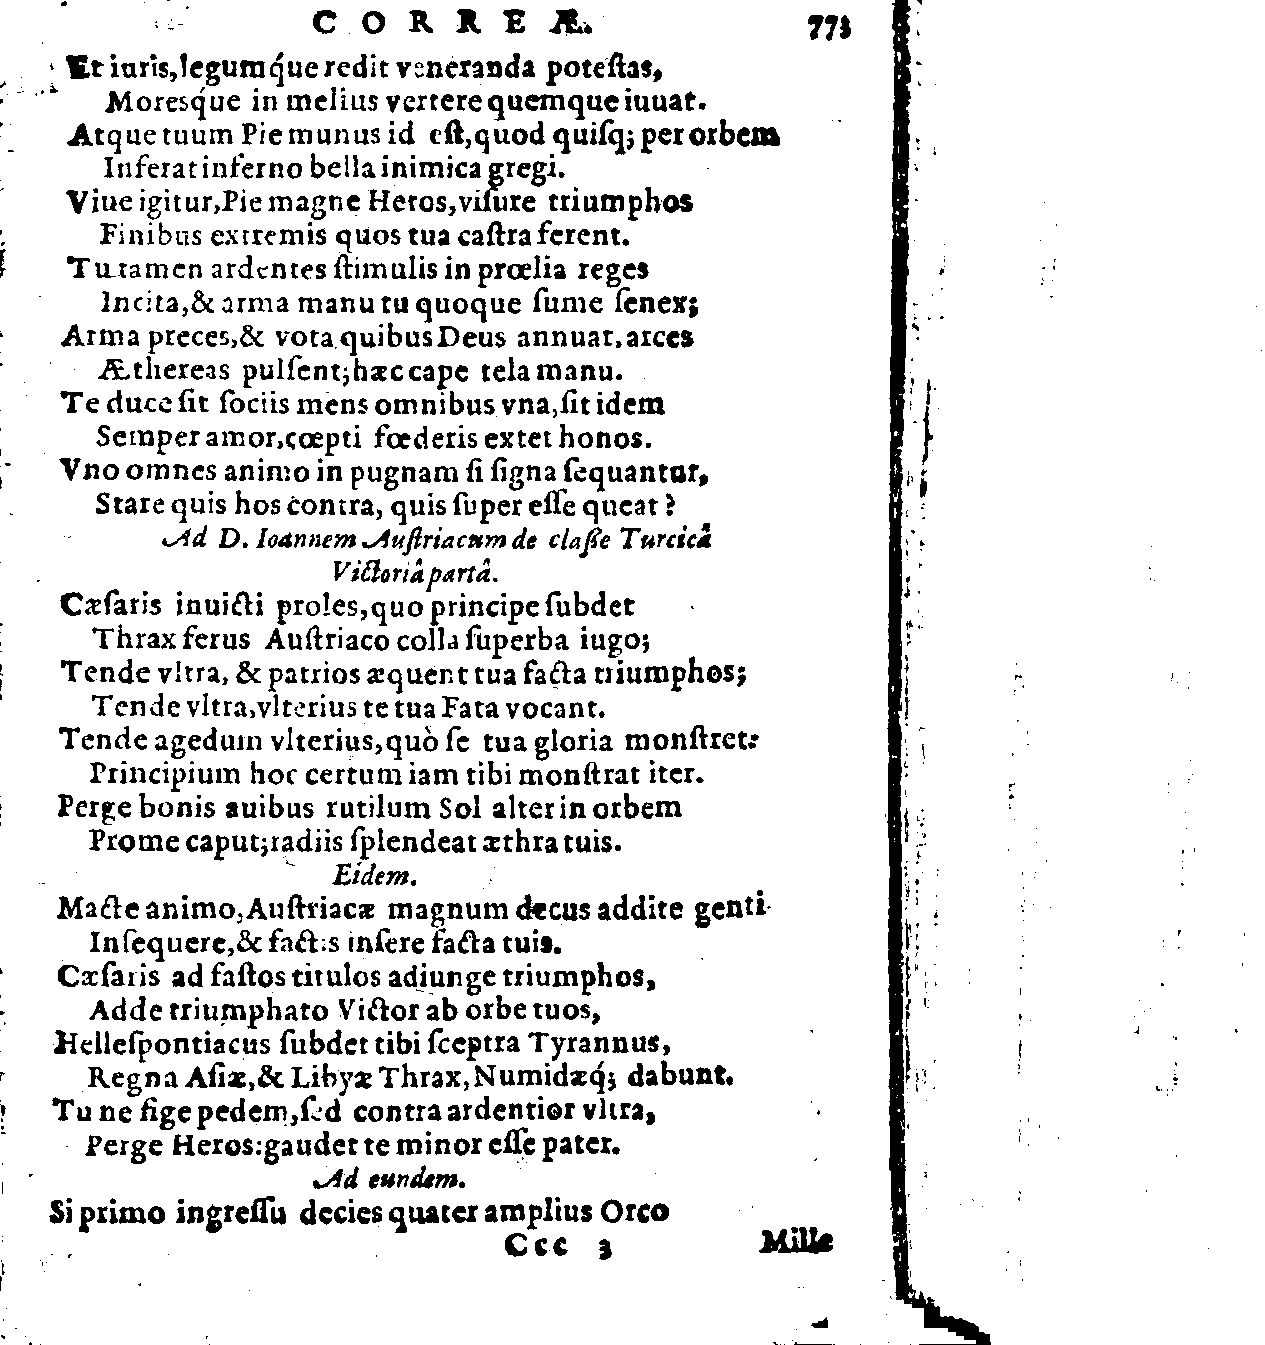 CORREÆ. 773
Et iuris, legumq́ue redit veneranda poteſtas,
Moresq́ue in melius vertere quemque iuuat.
Atque tuum Pie munus id eſt, quod quiſq; per orbem
Inferat inferno bella inimica gregi.
Viue igitur, Pie magne Heros, viſure triumphos
Finibus extremis quos tua caſtra ferent.
Tu tamen ardentes ſtimulis in prœlia reges
Incita, & arma manu tu quoque ſume ſenex;
Arma preces, & vota quibus Deus annuat, arces
Æthereas pulſent; hæc cape tela manu.
Te duce ſit ſociis mens omnibus vna, ſit idem
Semper amor, cœpti fœderis extet honos.
Vno omnes animo in pugnam ſi ſigna ſequantur,
Stare quis hos contra, quis ſuper eſſe queat?
Ad D. Ioannem Auſtriacum de claſſe Turcicâ
Victoriâ partâ.
Cæſaris inuicti proles, quo principe ſubdet
Thrax ferus Auſtriaco colla ſuperba iugo;
Tende vltra, & patrios æquent tua facta triumphos;
Tende vltra, vlterius te tua Fata vocant.
Tende agedum vlterius, quò ſe tua gloria monſtret:
Principium hoc certum iam tibi monſtrat iter.
Perge bonis auibus rutilum Sol alter in orbem
Prome caput; radiis ſplendeat æthra tuis.
Eidem.
Macte animo, Auſtriacæ magnum decus addite genti
Inſequere, & factis inſere facta tuis.
Cæſaris ad faſtos titulos adiunge triumphos,
Adde triumphato Victor ab orbe tuos,
Helleſpontiacus ſubdet tibi ſceptra Tyrannus,
Regna Aſiæ, & Libyæ Thrax, Numidæq́; dabunt.
Tu ne fige pedem, ſed contra ardentior vltra,
Perge Heros: gaudet te minor eſſe pater.
Ad eundem.
Si primo ingreſſu decies quater amplius Orco
Ccc 3 Mille